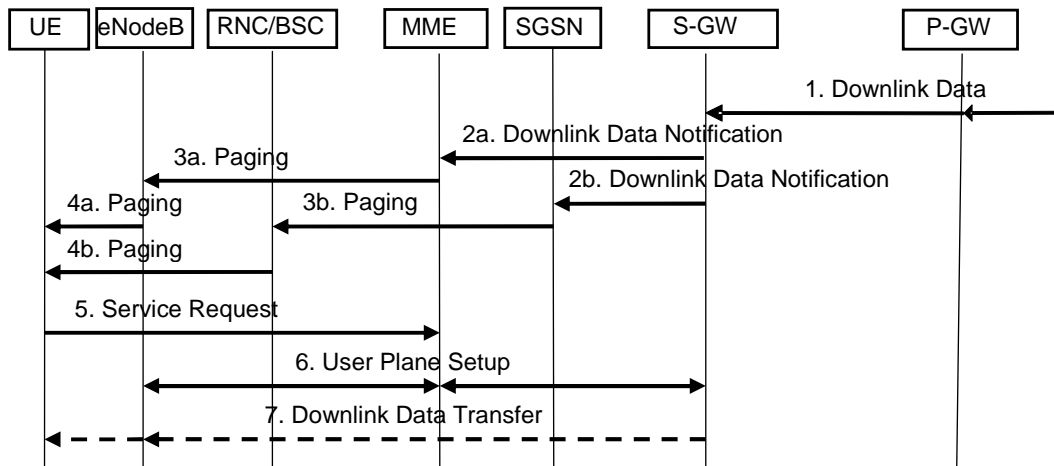 UE
eNodeB
RNC/BSC
MME
SGSN
S-GW
P-GW
1. Downlink Data
2a. Downlink Data Notification
3a. Paging
2b. Downlink Data Notification
4a. Paging
3b. Paging
4b. Paging
5. Service Request
6. User Plane Setup
7. Downlink Data Transfer